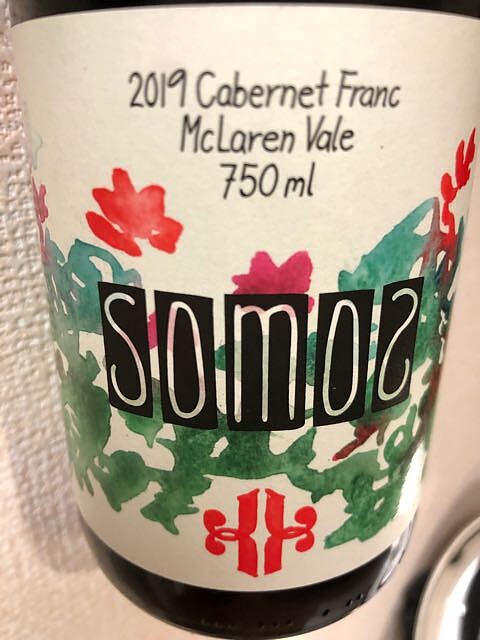 2019 Cabernet Franc
McLaren Vale
750 ml
SOMOS